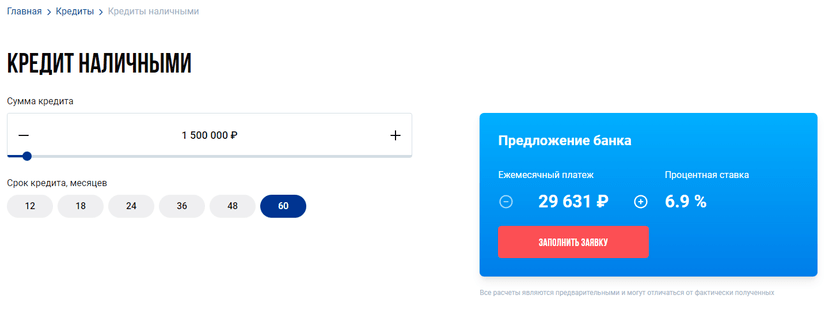 Главная > Кредиты > Кредиты наличными
КРЕДИТ НАЛИЧНЫМИ
Сумма кредита
1 500 000 ₽
Срок кредита, месяцев
12 18 24 36 48 60
Предложение банка
Ежемесячный платеж Процентная ставка
29 631 ₽ 6.9 %
ЗАПОЛНИТЬ ЗАЯВКУ
Все расчеты являются предварительными и могут отличаться от фактически полученных